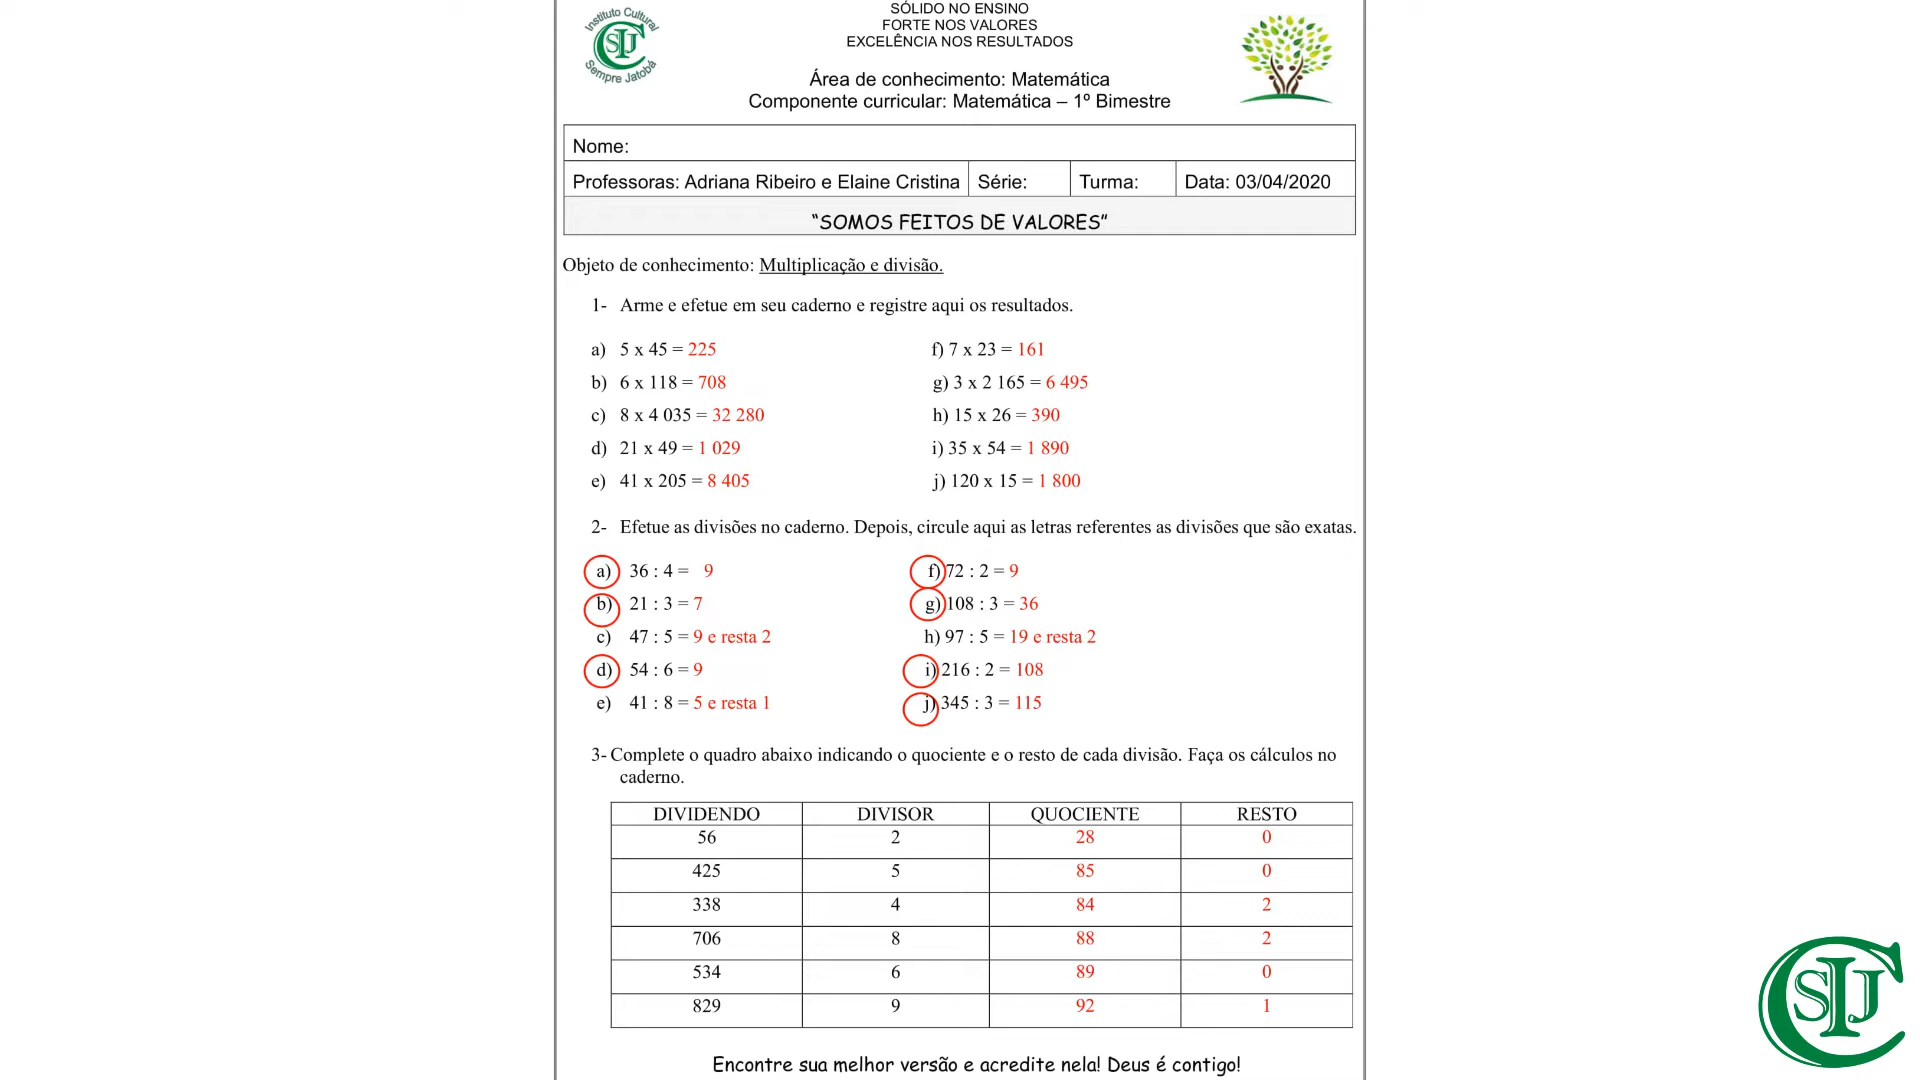 Instituto Cultural
SIJC
Sempre Jatobá
SÓLIDO NO ENSINO
FORTE NOS VALORES
EXCELÊNCIA NOS RESULTADOS
Área de conhecimento: Matemática
Componente curricular: Matemática – 1º Bimestre
Nome:
Professoras: Adriana Ribeiro e Elaine Cristina Série: Turma: Data: 03/04/2020
“SOMOS FEITOS DE VALORES”
Objeto de conhecimento: Multiplicação e divisão.
1- Arme e efetue em seu caderno e registre aqui os resultados.
a) 5 x 45 = 225
b) 6 x 118 = 708
c) 8 x 4 035 = 32 280
d) 21 x 49 = 1 029
e) 41 x 205 = 8 405
f) 7 x 23 = 161
g) 3 x 2 165 = 6 495
h) 15 x 26 = 390
i) 35 x 54 = 1 890
j) 120 x 15 = 1 800
2- Efetue as divisões no caderno. Depois, circule aqui as letras referentes as divisões que são exatas.
a) 36 : 4 = 9
b) 21 : 3 = 7
c) 47 : 5 = 9 e resta 2
d) 54 : 6 = 9
e) 41 : 8 = 5 e resta 1
f) 72 : 2 = 9
g) 108 : 3 = 36
h) 97 : 5 = 19 e resta 2
i) 216 : 2 = 108
j) 345 : 3 = 115
3- Complete o quadro abaixo indicando o quociente e o resto de cada divisão. Faça os cálculos no
caderno.
DIVIDENDO DIVISOR QUOCIENTE RESTO
56 2 28 0
425 5 85 0
338 4 84 2
706 8 88 2
534 6 89 0
829 9 92 1
Encontre sua melhor versão e acredite nela! Deus é contigo!
SIJC